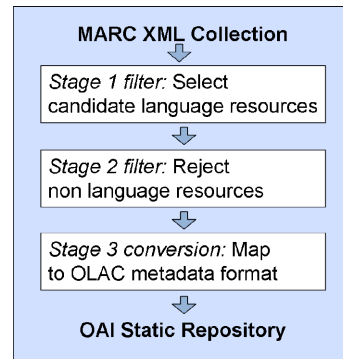 MARC XML Collection
Stage 1 filter: Select
candidate language resources
Stage 2 filter: Reject
non language resources
Stage 3 conversion: Map
to OLAC metadata format
OAI Static Repository